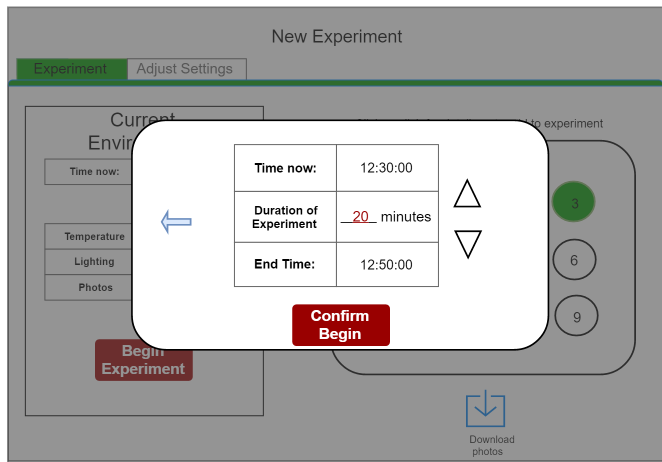 New Experiment
Experiment
Adjust Settings
Current
to experiment
Time now:
Temperature
Lighting
Photos
Begin
Experiment
Time now:
12:30:00
Duration of
Experiment
20 minutes
End Time:
12:50:00
Confirm
Begin
3
6
9
Download
photos